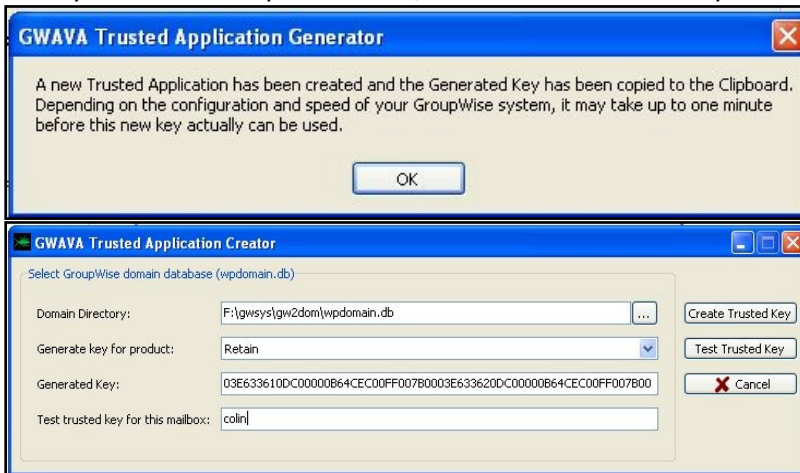 GWAVA Trusted Application Generator
A new Trusted Application has been created and the Generated Key has been copied to the Clipboard.
Depending on the configuration and speed of your GroupWise system, it may take up to one minute
before this new key actually can be used.
OK
GWAVA Trusted Application Creator
Select GroupWise domain database (wpdomain.db)
Domain Directory: F:\gwsys\gw2dom\wpdomain.db ... Create Trusted Key
Generate key for product: Retain Test Trusted Key
Generated Key: 03E633610DC00000B64CEC00FF007B0003E633620DC00000B64CEC00FF007B00 Cancel
Test trusted key for this mailbox: colin